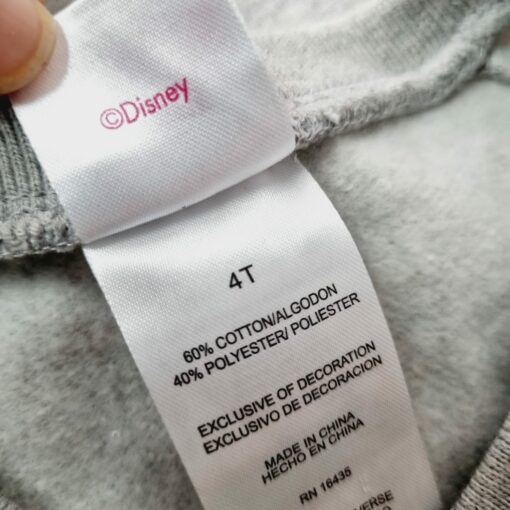 ©Disney
4T
60% COTTON/ALGODON
40% POLYESTER/ POLIESTER
EXCLUSIVE OF DECORATION
EXCLUSIVO DE DECORACION
MADE IN CHINA
HECHO EN CHINA
RN 16435